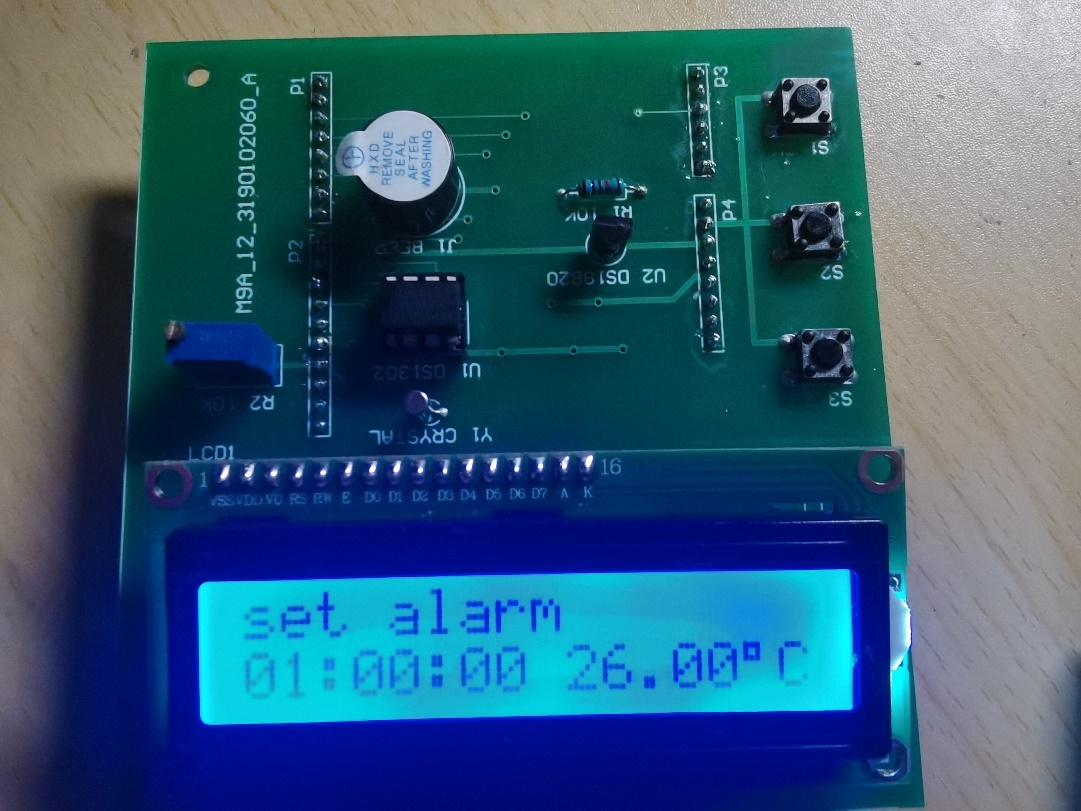 M9A_12_3190102060_A
P1
HXD
REMOVE
SEAL
AFTER
WASHING
J1 BEEP
P2
P3
S1
R1 10K
P4
U2 DS18B20
S2
U1 DS1302
S3
R2 10K
Y1 CRYSTAL
LCD1
1 16
VSS VDD VO RS RW E D0 D1 D2 D3 D4 D5 D6 D7 A K
set alarm
01:00:00 26.00°C